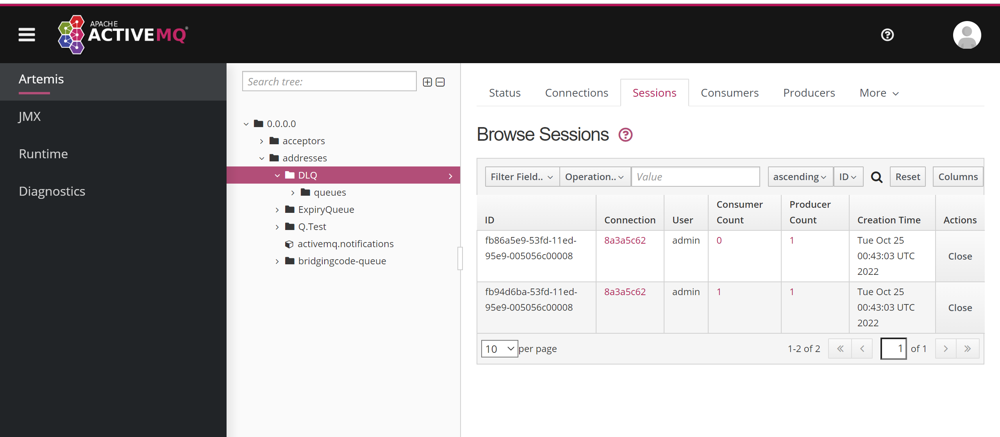 APACHE
ACTIVEMQ®
Artemis
JMX
Runtime
Diagnostics
Search tree:
0.0.0.0
acceptors
addresses
DLQ
queues
ExpiryQueue
Q.Test
activemq.notifications
bridgingcode-queue
Status Connections Sessions Consumers Producers More
Browse Sessions
Filter Field.. Operation.. Value ascending ID Reset Columns
ID Connection User Consumer Count Producer Count Creation Time Actions
fb86a5e9-53fd-11ed- 8a3a5c62 admin 0 1 Tue Oct 25
95e9-005056c00008 00:43:03 UTC Close
2022
fb94d6ba-53fd-11ed- 8a3a5c62 admin 1 1 Tue Oct 25
95e9-005056c00008 00:43:03 UTC Close
2022
10 per page 1-2 of 2 1 of 1